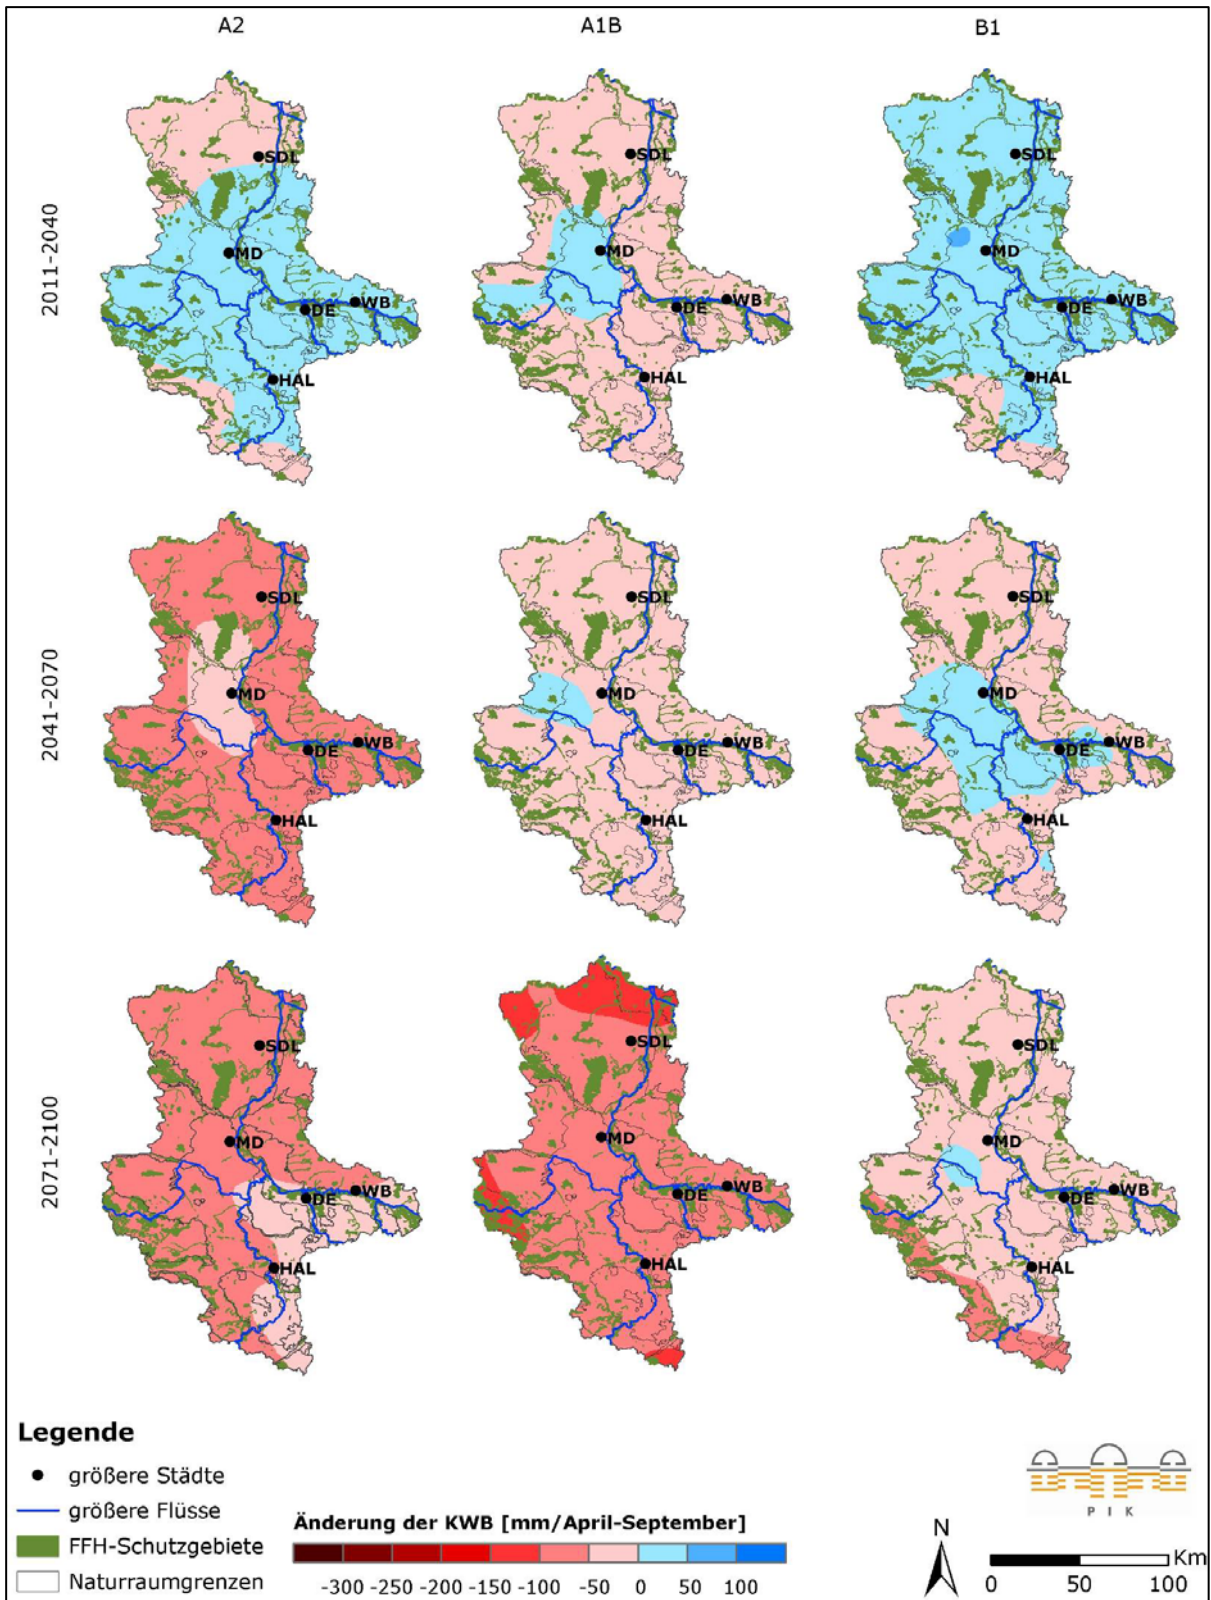 A2 A1B B1
2011-2040
SDL SDL SDL
MD MD MD
DE WB DE WB DE WB
HAL HAL HAL
2041-2070
SDL SDL SDL
MD MD MD
DE WB DE WB DE WB
HAL HAL HAL
2071-2100
SDL SDL SDL
MD MD MD
DE WB DE WB DE WB
HAL HAL HAL
Legende
größere Städte
größere Flüsse
FFH-Schutzgebiete
Naturraumgrenzen
Änderung der KWB [mm/April-September]
-300 -250 -200 -150 -100 -50 0 50 100
P I K
N
Km
0 50 100